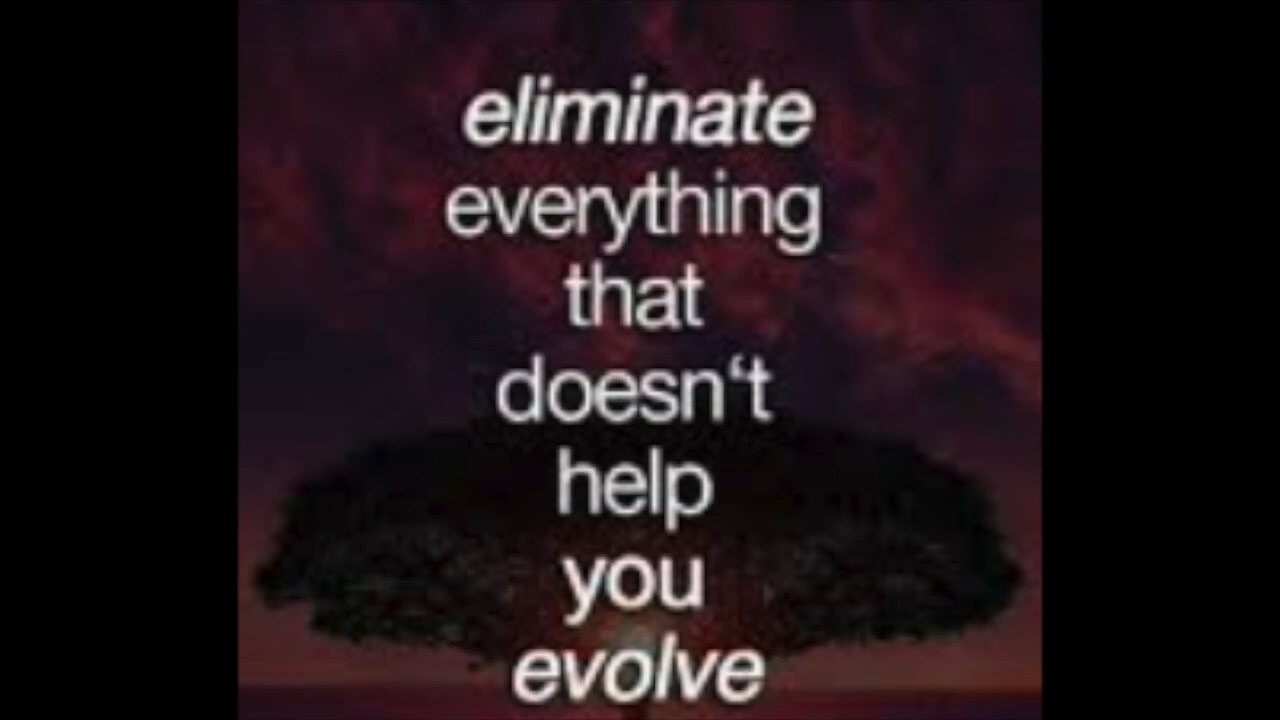 eliminate
everything
that
doesn‘t
help
you
evolve